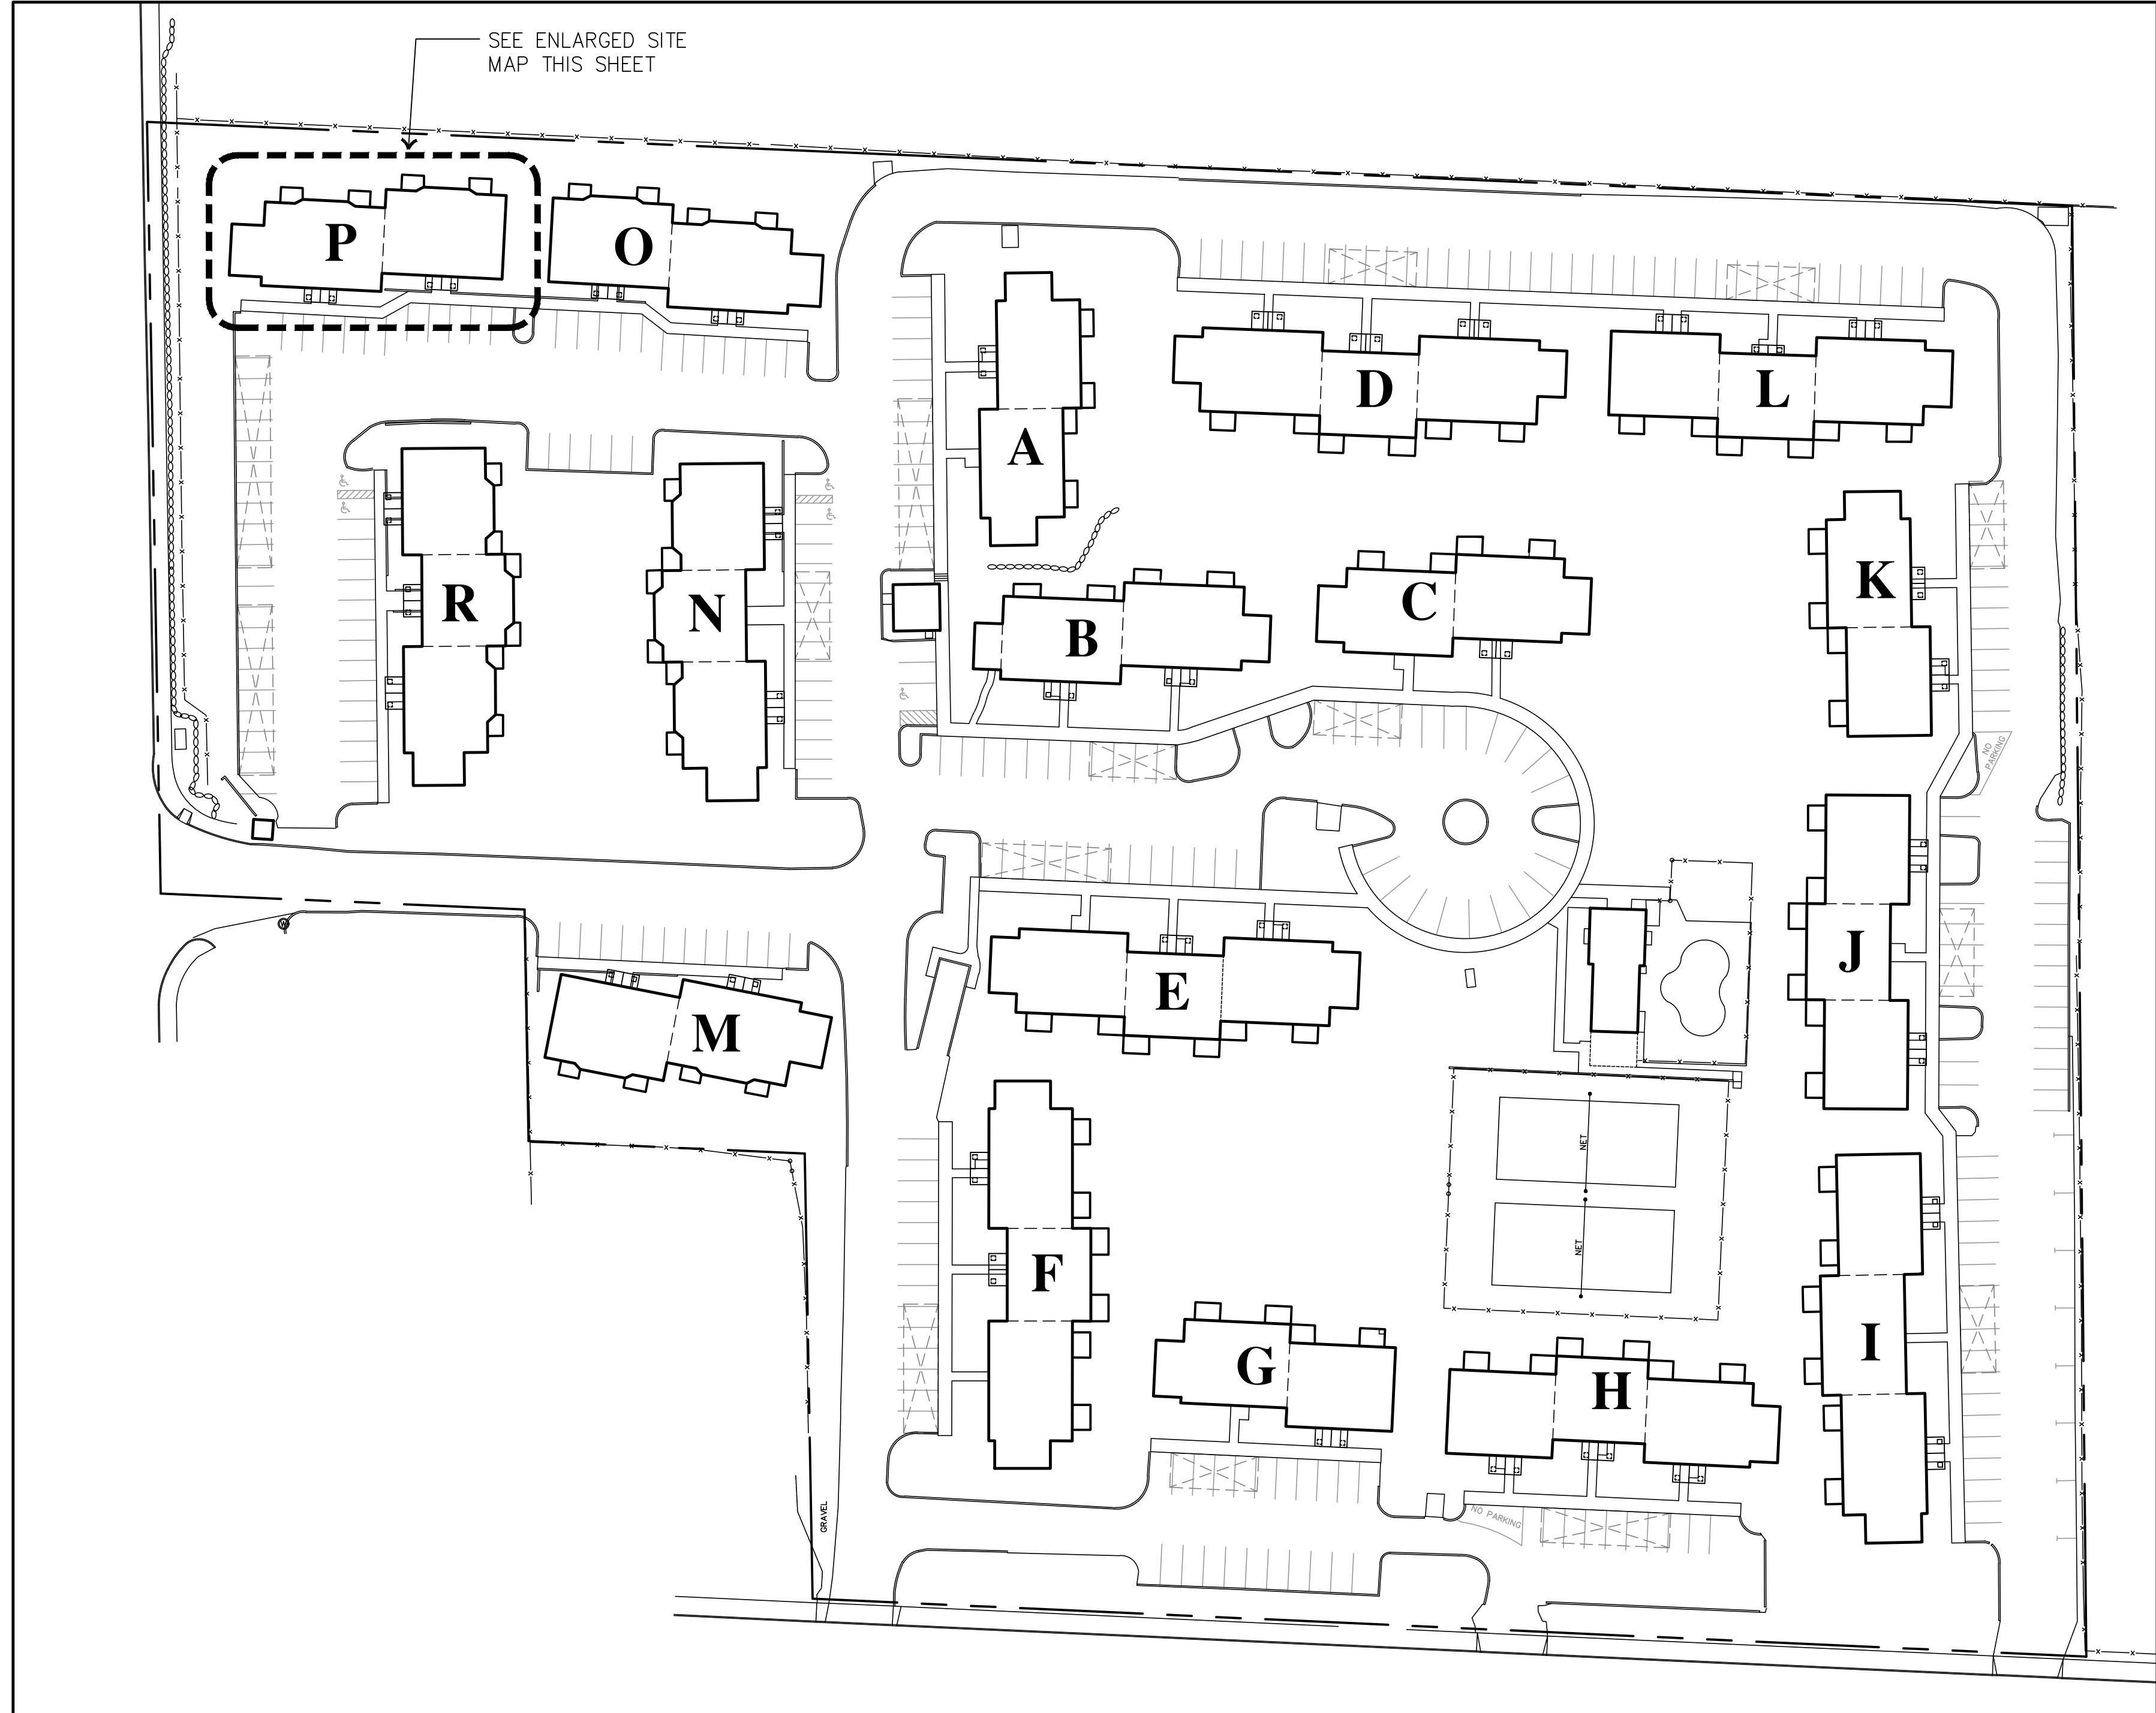 SEE ENLARGED SITE
MAP THIS SHEET
P
O
D
L
A
R
N
B
C
K
NO
PARKING
J
E
M
NET
NET
F
G
H
I
NO PARKING
GRAVEL
W